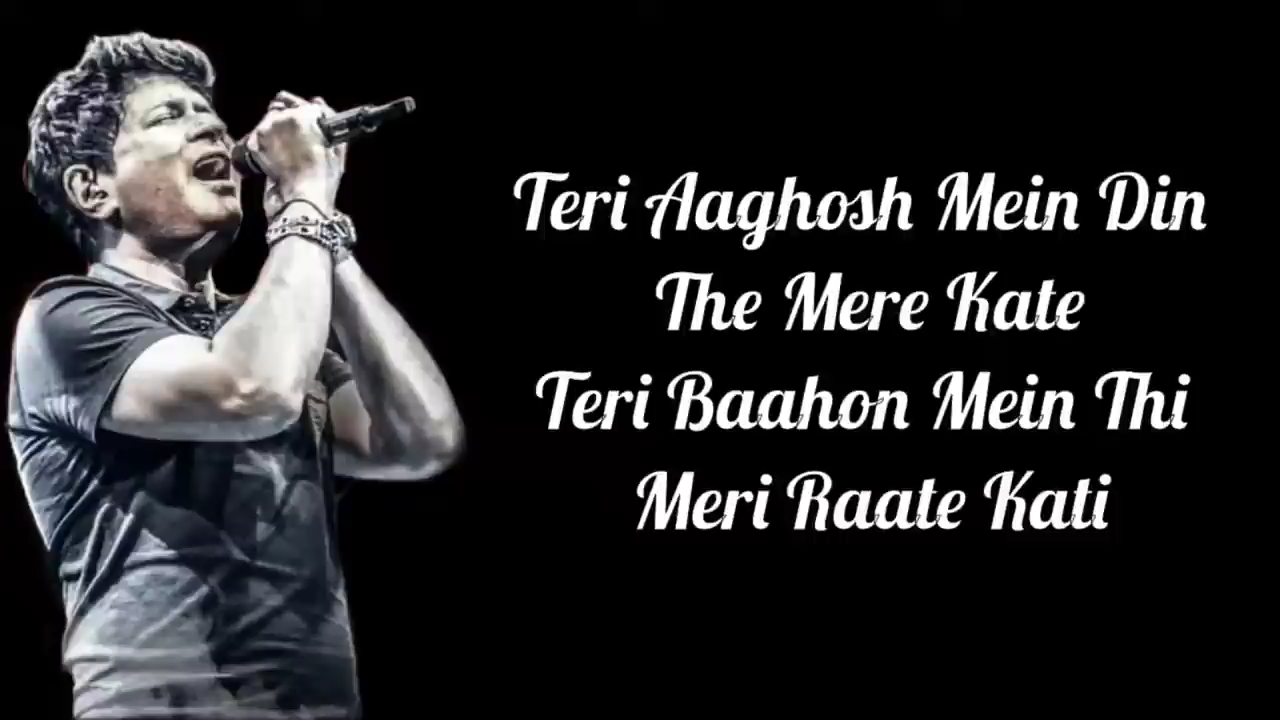 Teri Aaghosh Mein Din
The Mere Kate
Teri Baahon Mein Thi
Meri Raate Kati